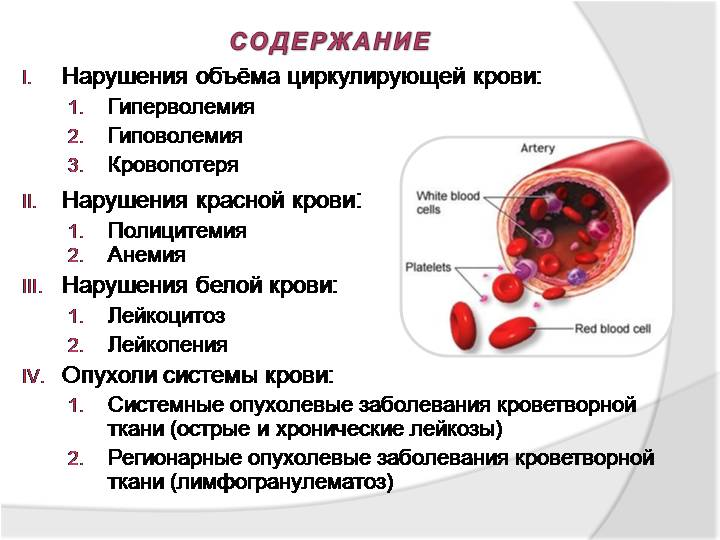 СОДЕРЖАНИЕ
I. Нарушения объёма циркулирующей крови:
1. Гиперволемия
2. Гиповолемия
3. Кровопотеря
II. Нарушения красной крови:
1. Полицитемия
2. Анемия
III. Нарушения белой крови:
1. Лейкоцитоз
2. Лейкопения
IV. Опухоли системы крови:
1. Системные опухолевые заболевания кроветворной
ткани (острые и хронические лейкозы)
2. Регионарные опухолевые заболевания кроветворной
ткани (лимфогранулематоз)
Artery
White blood
cells
Platelets
Red blood cell